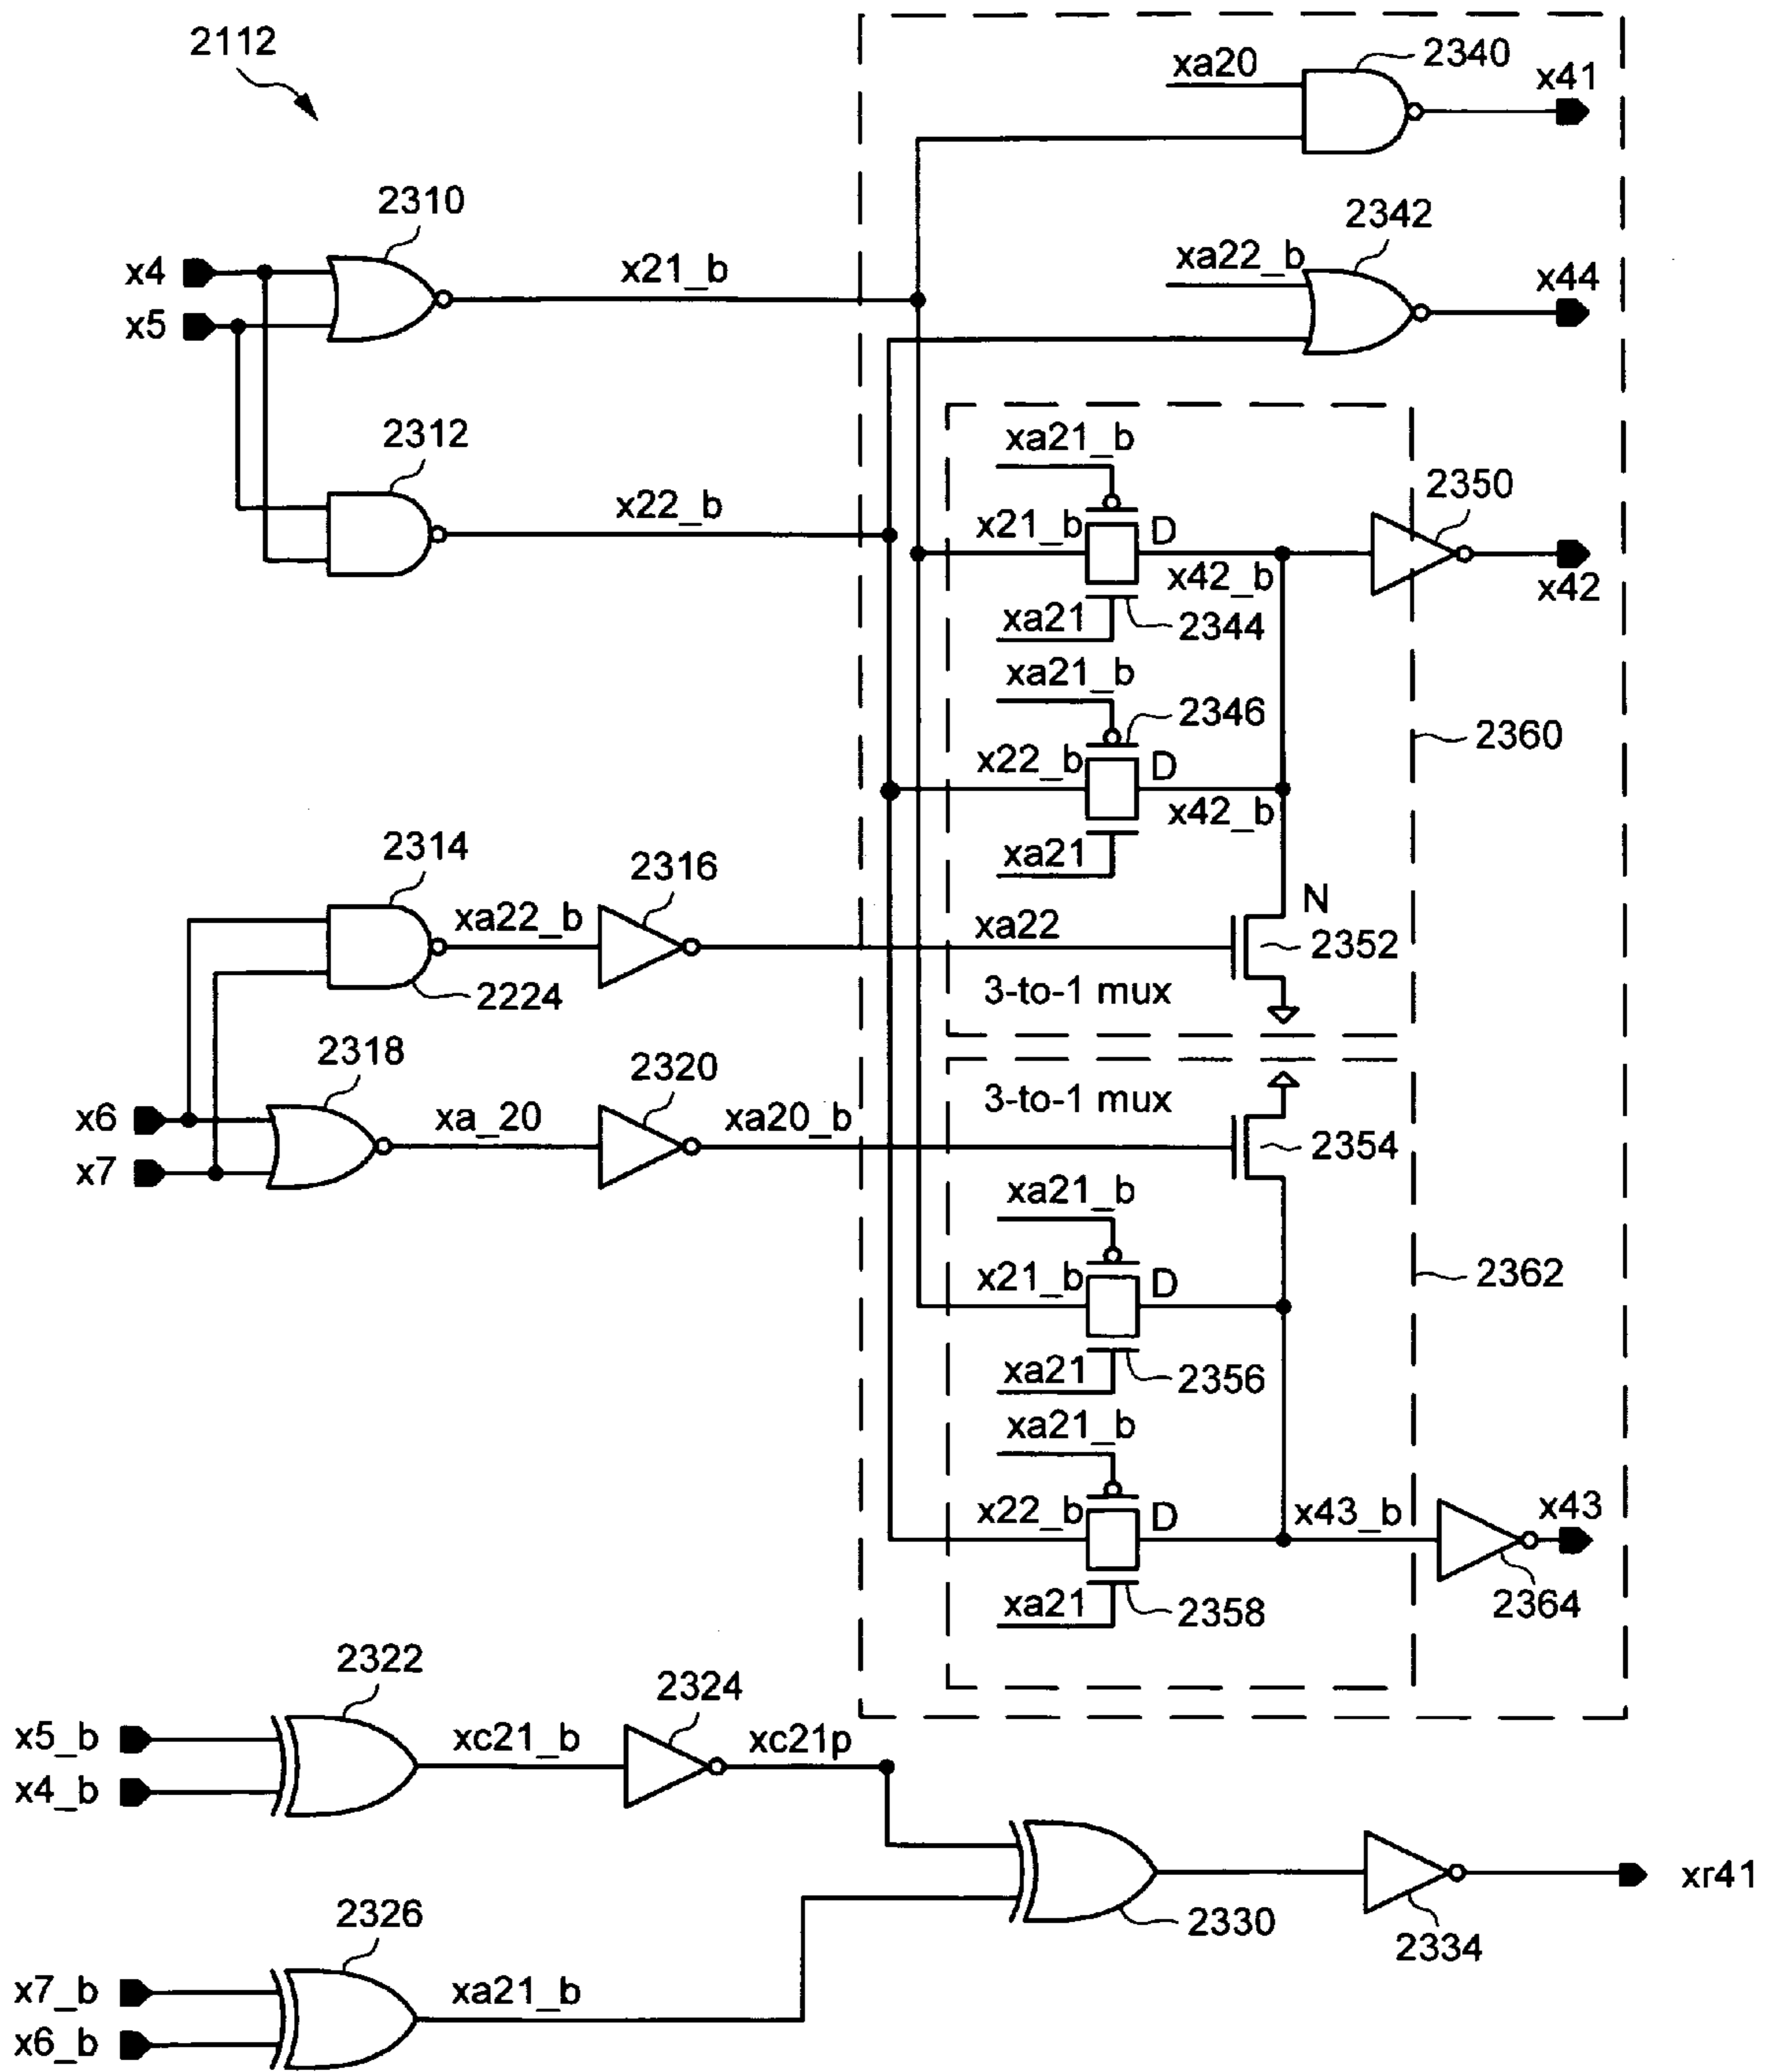 2112
xa20
2340
x41
2310
x4
x5
x21_b
2342
xa22_b
x44
2312
x22_b
xa21_b
x21_b
D
x42_b
2350
x42
xa21
2344
xa21_b
2346
x22_b
D
x42_b
xa21
2360
2314
xa22_b
2316
2224
xa22
N
2352
3-to-1 mux
2318
x6
x7
xa_20
2320
xa20_b
3-to-1 mux
2354
xa21_b
x21_b
D
2362
xa21
2356
xa21_b
x22_b
D
x43_b
x43
xa21
2358
2364
2322
x5_b
x4_b
xc21_b
2324
xc21p
2326
x7_b
x6_b
xa21_b
2330
2334
xr41